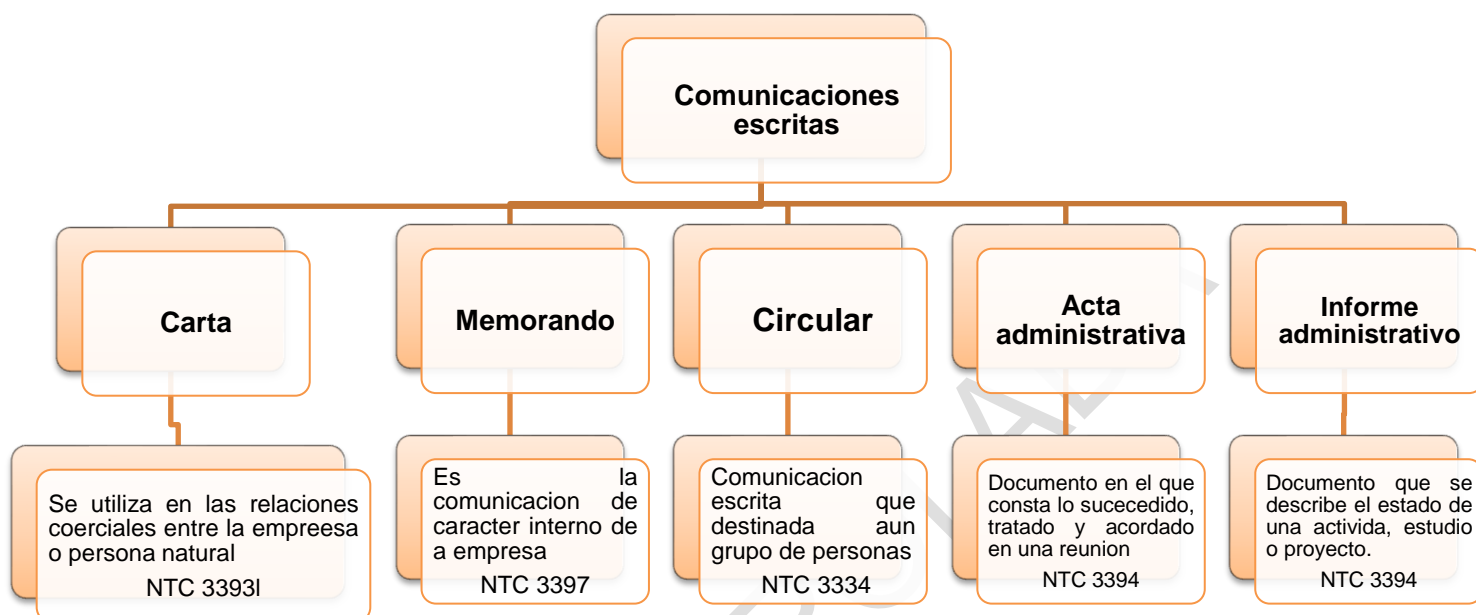 Comunicaciones
escritas
Carta
Memorando
Circular
Acta
administrativa
Informe
administrativo
Se utiliza en las relaciones
coerciales entre la empreesa
o persona natural
NTC 3393l
Es la
comunicacion de
caracter interno de
a empresa
NTC 3397
Comunicacion
escrita que
destinada aun
grupo de personas
NTC 3334
Documento en el que
consta lo sucecedido,
tratado y acordado
en una reunion
NTC 3394
Documento que se
describe el estado de
una activida, estudio
o proyecto.
NTC 3394